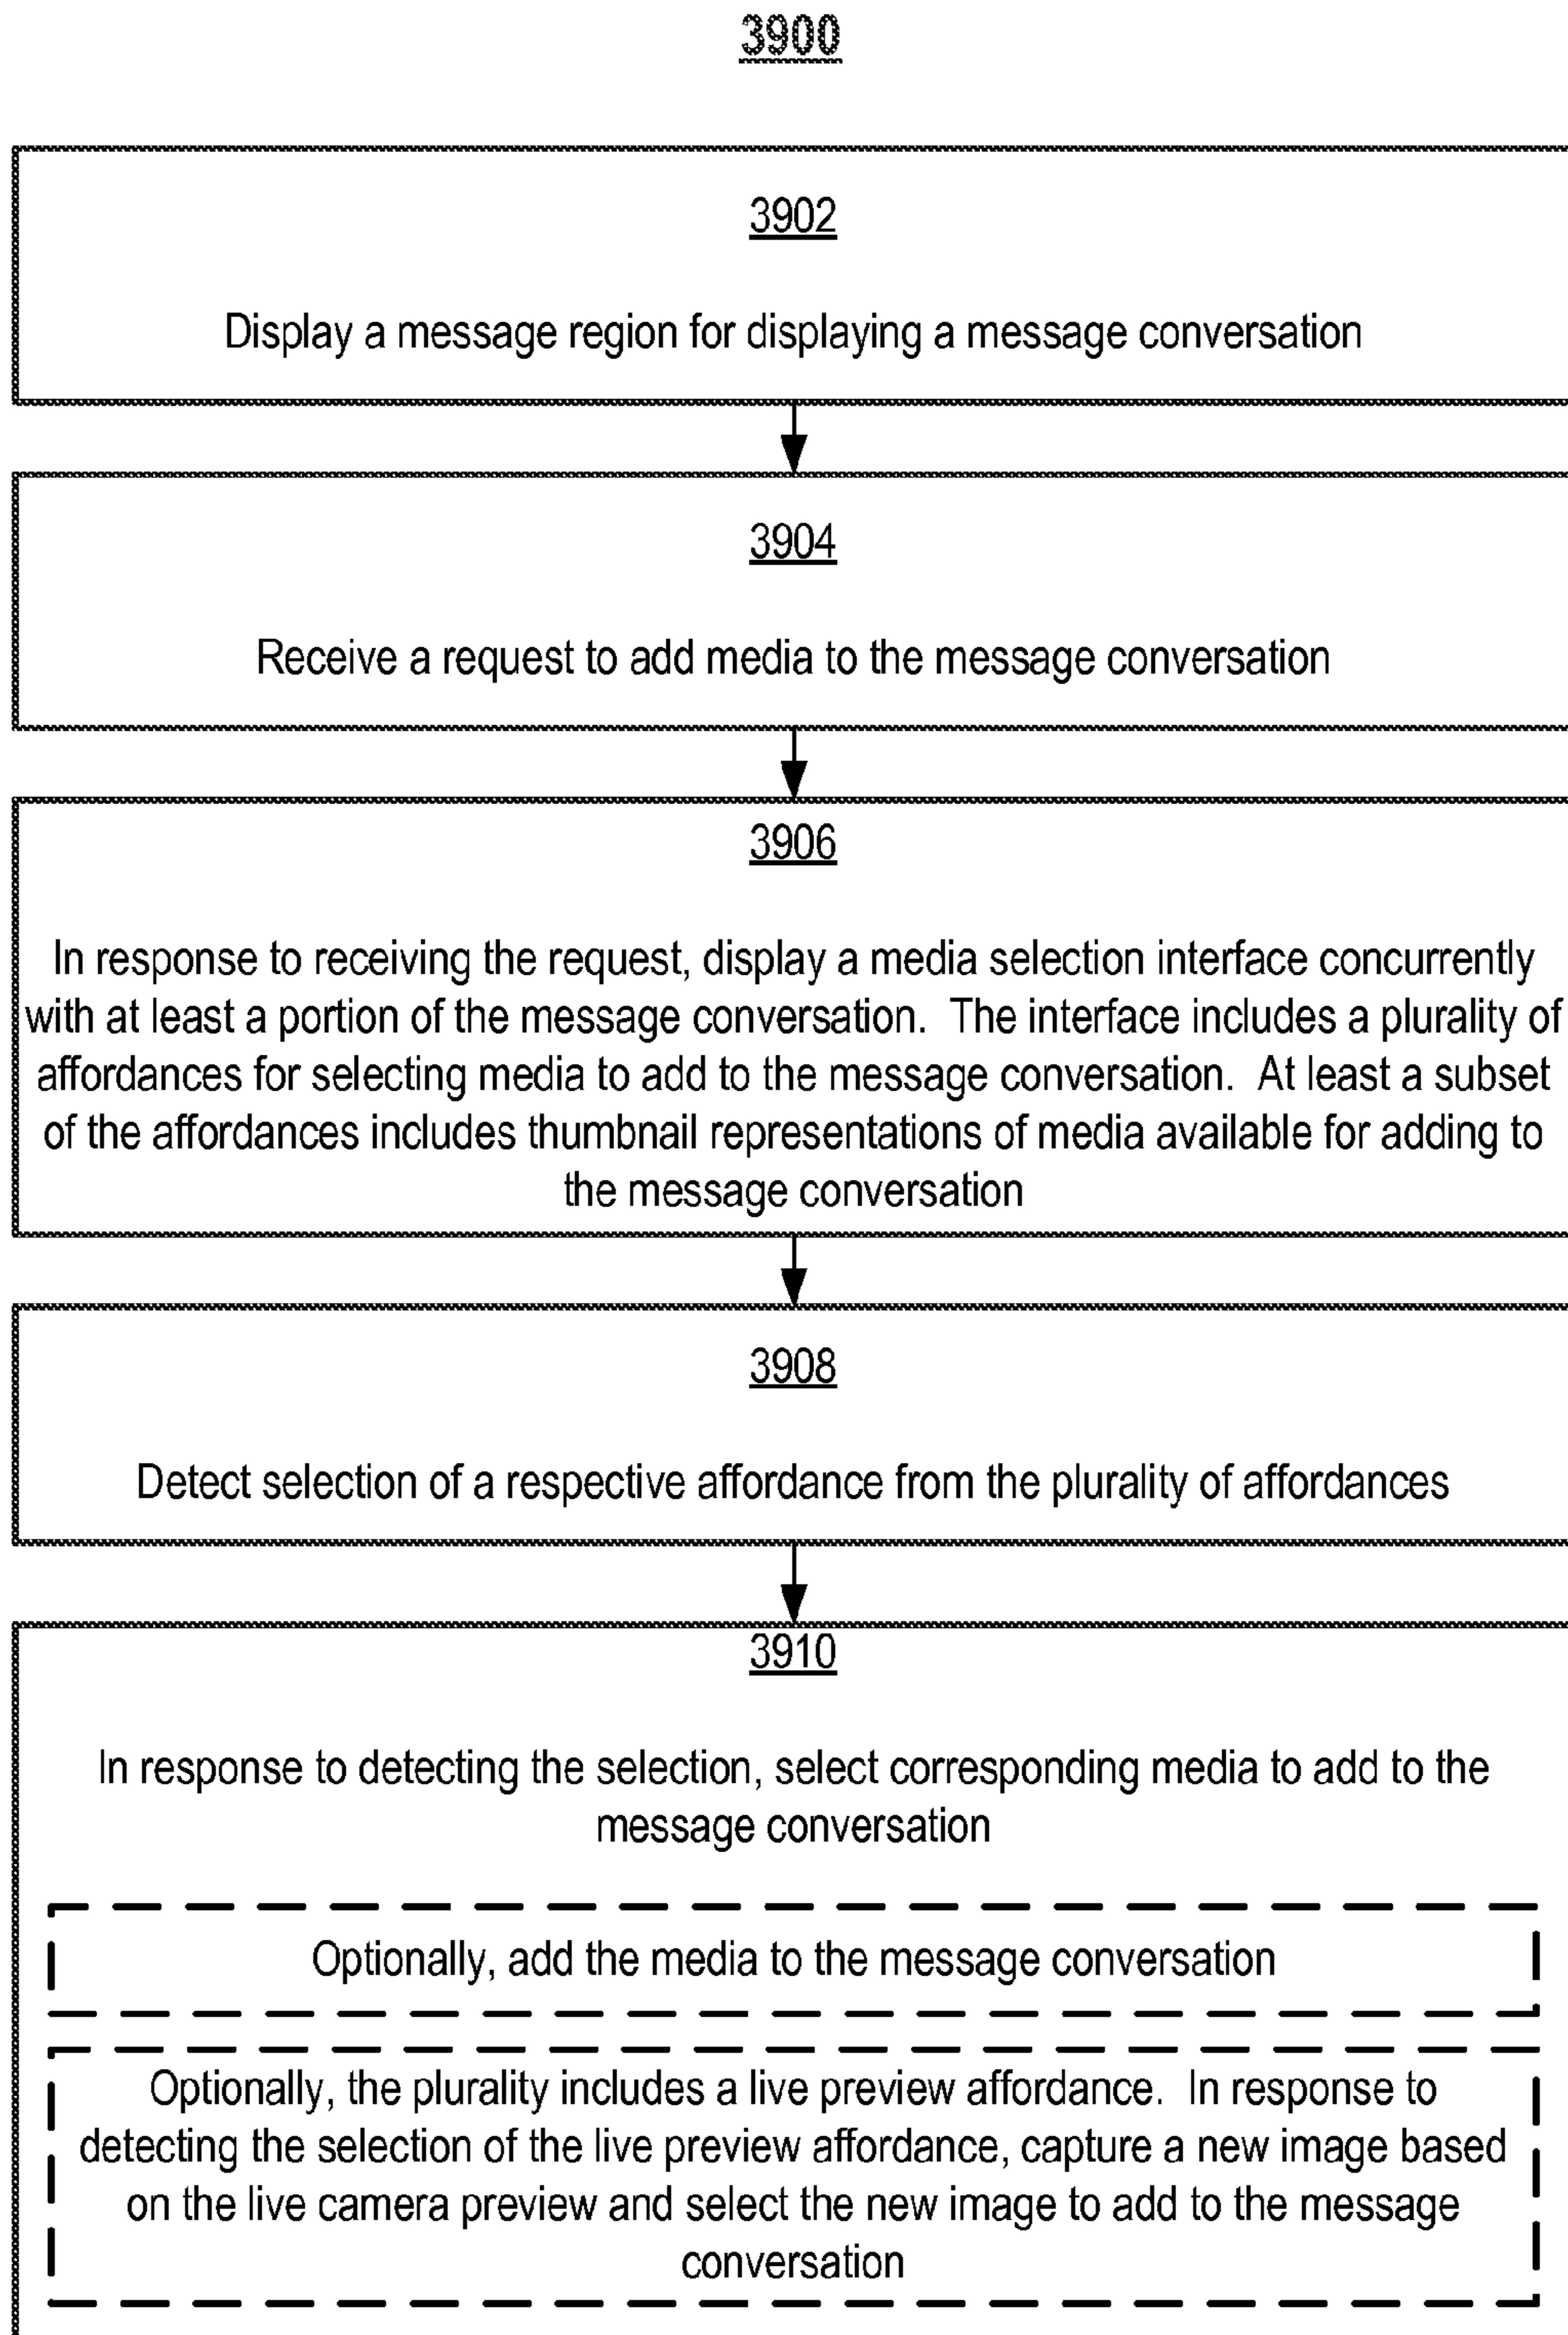 3900
3902
Display a message region for displaying a message conversation
3904
Receive a request to add media to the message conversation
3906
In response to receiving the request, display a media selection interface concurrently
with at least a portion of the message conversation.  The interface includes a plurality of
affordances for selecting media to add to the message conversation.  At least a subset
of the affordances includes thumbnail representations of media available for adding to
the message conversation
3908
Detect selection of a respective affordance from the plurality of affordances
3910
In response to detecting the selection, select corresponding media to add to the
message conversation
Optionally, add the media to the message conversation
Optionally, the plurality includes a live preview affordance.  In response to
detecting the selection of the live preview affordance, capture a new image based
on the live camera preview and select the new image to add to the message
conversation